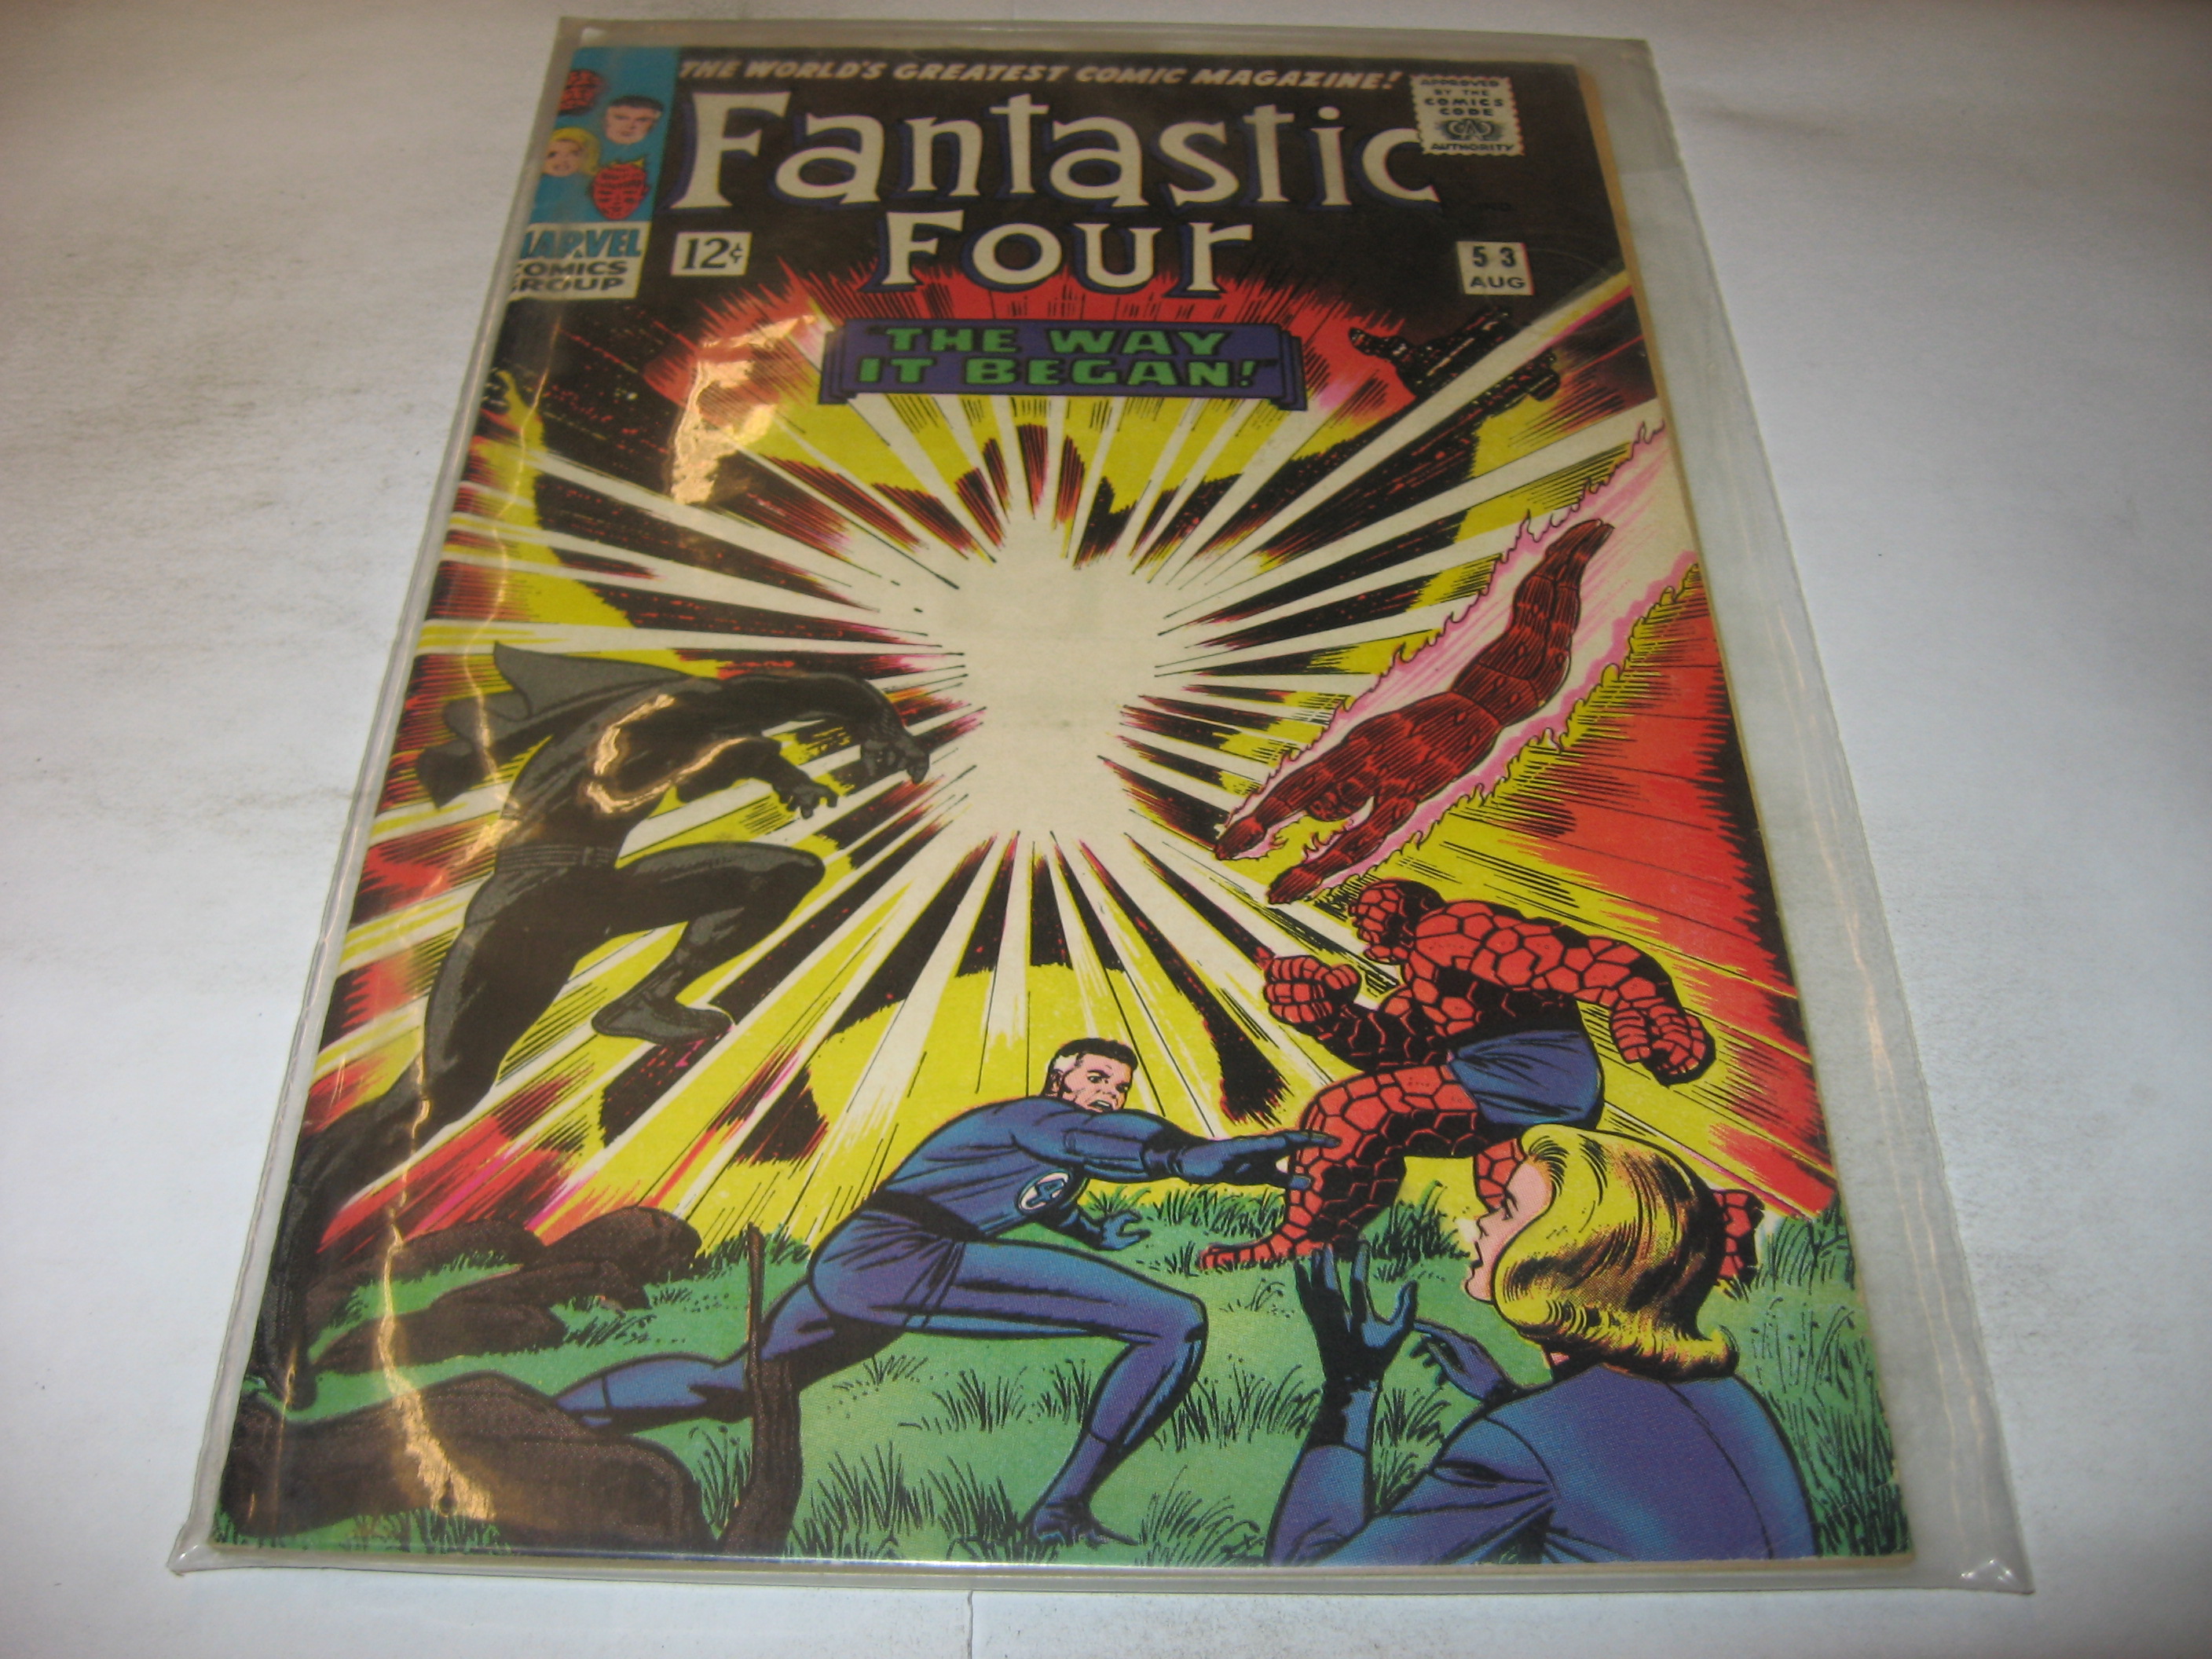 THE WORLD'S GREATEST COMIC MAGAZINE!
APPROVED
BY THE
COMICS
CODE
CA
AUTHORITY
Fantastic
Four
MARVEL
COMICS
GROUP
12¢
53
AUG
"THE WAY
IT BEGAN!"
4